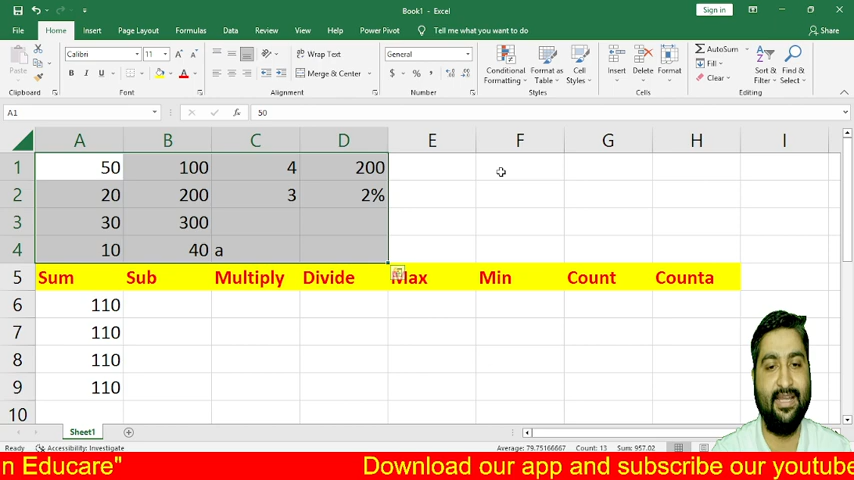 Book1 - Excel
Sign in
File Home Insert Page Layout Formulas Data Review View Help Power Pivot Tell me what you want to do Share
Paste
Calibri 11
B I U
Wrap Text
Merge & Center
General
$ % ,
Conditional Formatting
Format as Table
Cell Styles
Insert Delete Format
AutoSum
Fill
Clear
Sort & Filter
Find & Select
Clipboard Font Alignment Number Styles Cells Editing
A1 fx 50
A B C D E F G H I
1 50 100 4 200
2 20 200 3 2%
3 30 300
4 10 40 a
5 Sum Sub Multiply Divide Max Min Count Counta
6 110
7 110
8 110
9 110
10
Sheet1
Ready Accessibility: Investigate Average: 79.75166667 Count: 13 Sum: 957.02
n Educare" Download our app and subscribe our youtube